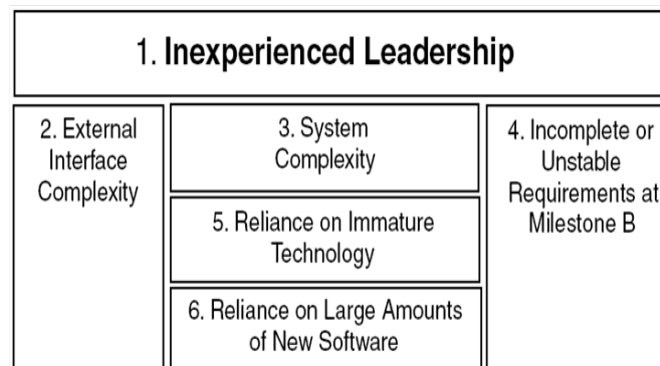 1. Inexperienced Leadership
2. External
Interface
Complexity
3. System
Complexity
4. Incomplete or
Unstable
Requirements at
Milestone B
5. Reliance on Immature
Technology
6. Reliance on Large Amounts
of New Software